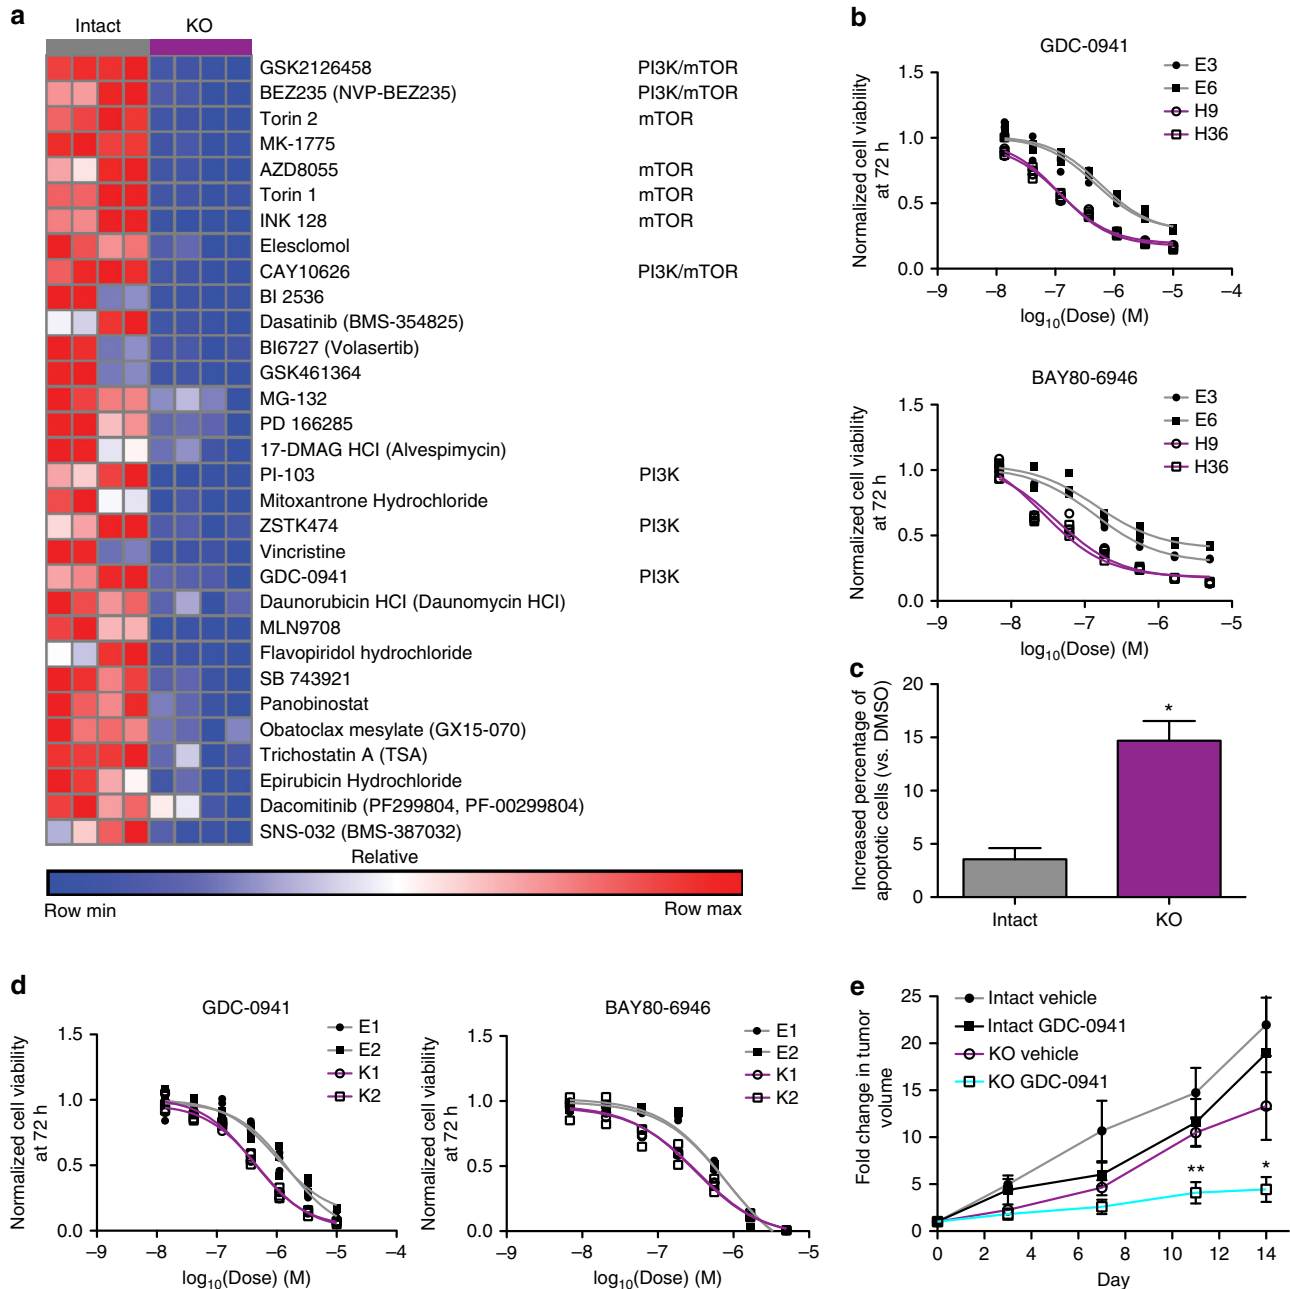 a
Intact KO
GSK2126458 PI3K/mTOR
BEZ235 (NVP-BEZ235) PI3K/mTOR
Torin 2 mTOR
MK-1775
AZD8055 mTOR
Torin 1 mTOR
INK 128 mTOR
Elesclomol
CAY10626 PI3K/mTOR
BI 2536
Dasatinib (BMS-354825)
BI6727 (Volasertib)
GSK461364
MG-132
PD 166285
17-DMAG HCl (Alvespimycin)
PI-103 PI3K
Mitoxantrone Hydrochloride
ZSTK474 PI3K
Vincristine
GDC-0941 PI3K
Daunorubicin HCl (Daunomycin HCl)
MLN9708
Flavopiridol hydrochloride
SB 743921
Panobinostat
Obatoclax mesylate (GX15-070)
Trichostatin A (TSA)
Epirubicin Hydrochloride
Dacomitinib (PF299804, PF-00299804)
SNS-032 (BMS-387032)
Relative
Row min Row max
b
GDC-0941
E3
E6
H9
H36
Normalized cell viability
at 72 h
1.5
1.0
0.5
0.0
–9 –8 –7 –6 –5 –4
log10(Dose) (M)
BAY80-6946
E3
E6
H9
H36
Normalized cell viability
at 72 h
1.5
1.0
0.5
0.0
–9 –8 –7 –6 –5
log10(Dose) (M)
c
Increased percentage of
apoptotic cells (vs. DMSO)
20
15
10
5
0
*
Intact KO
d
GDC-0941
E1
E2
K1
K2
Normalized cell viability
at 72 h
1.5
1.0
0.5
0.0
–9 –8 –7 –6 –5 –4
log10(Dose) (M)
BAY80-6946
E1
E2
K1
K2
Normalized cell viability
at 72 h
1.5
1.0
0.5
0.0
–9 –8 –7 –6 –5
log10(Dose) (M)
e
Intact vehicle
Intact GDC-0941
KO vehicle
KO GDC-0941
Fold change in tumor
volume
25
20
15
10
5
0
** *
0 2 4 6 8 10 12 14
Day